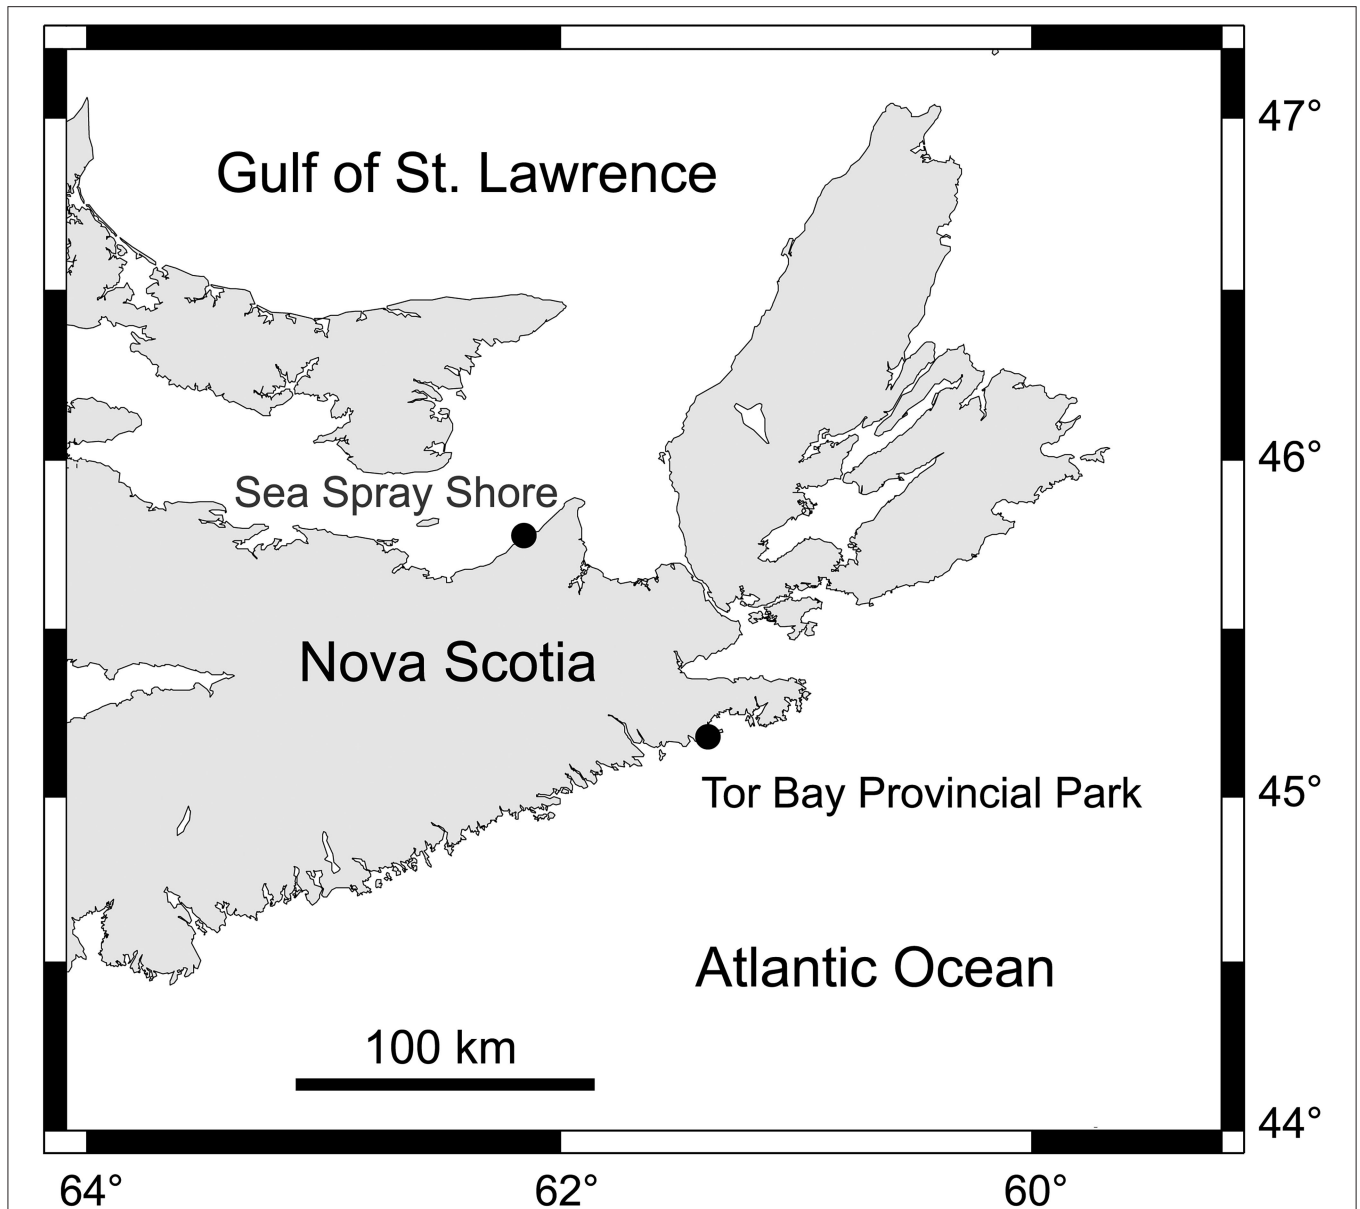 47°
Gulf of St. Lawrence
46°
Sea Spray Shore
Nova Scotia
Tor Bay Provincial Park
45°
Atlantic Ocean
100 km
44°
64°
62°
60°